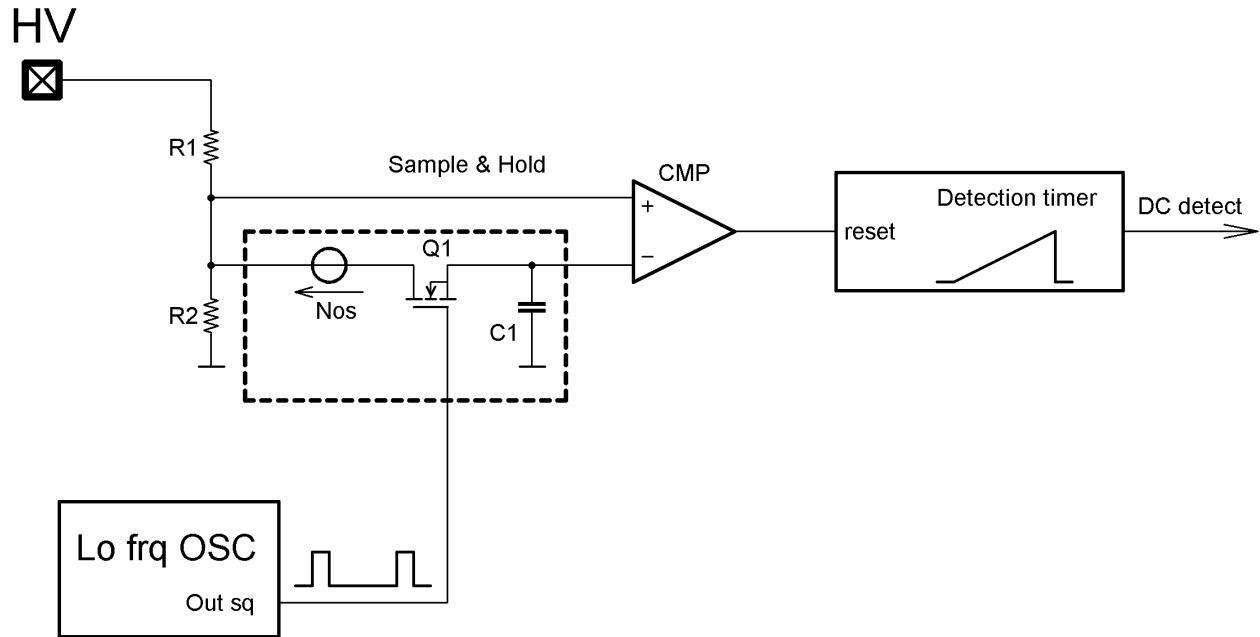 HV
R1
Sample & Hold
CMP
+
Detection timer
DC detect
reset
Q1
−
Nos
R2
C1
Lo frq OSC
Out sq